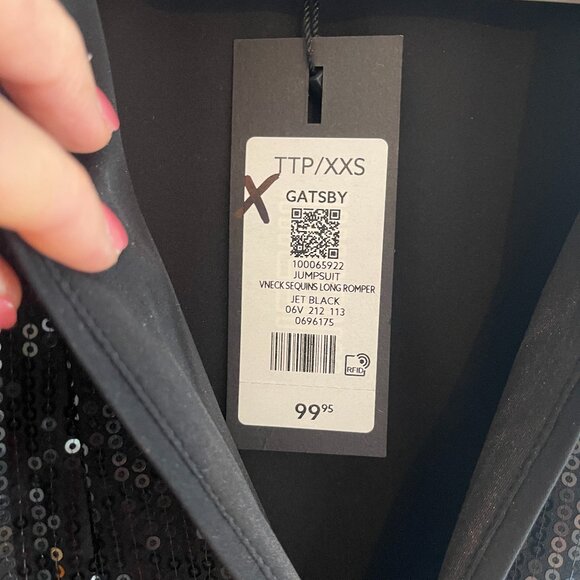 TTP/XXS
X
GATSBY
100065922
JUMPSUIT
VNECK SEQUINS LONG ROMPER
JET BLACK
06V 212 113
0696175
RFID
99.95